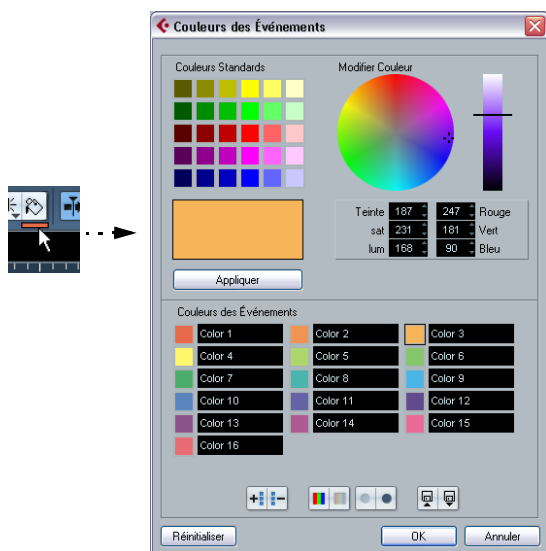 Couleurs des Événements
Couleurs Standards
Modifier Couleur
Teinte 187 247 Rouge
sat 231 181 Vert
lum 168 90 Bleu
Appliquer
Couleurs des Événements
Color 1 Color 2 Color 3
Color 4 Color 5 Color 6
Color 7 Color 8 Color 9
Color 10 Color 11 Color 12
Color 13 Color 14 Color 15
Color 16
Réinitialiser OK Annuler